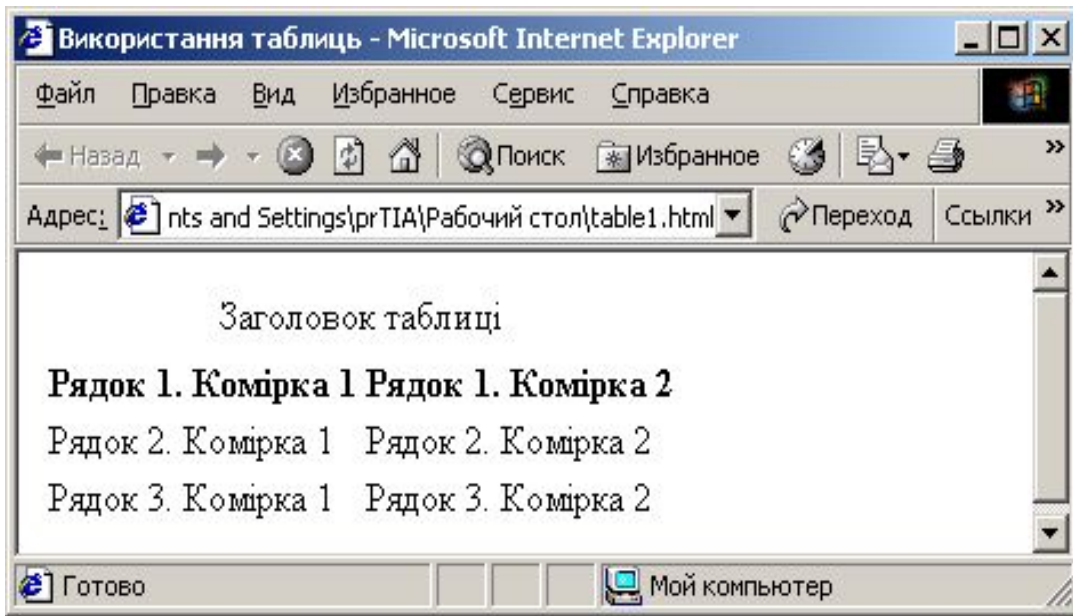 Використання таблиць - Microsoft Internet Explorer
Файл Правка Вид Избранное Сервис Справка
Назад Поиск Избранное »
Адрес: nts and Settings\prTIA\Рабочий стол\table1.html Переход Ссылки »
Заголовок таблиці
Рядок 1. Комірка 1 Рядок 1. Комірка 2
Рядок 2. Комірка 1 Рядок 2. Комірка 2
Рядок 3. Комірка 1 Рядок 3. Комірка 2
Готово Мой компьютер